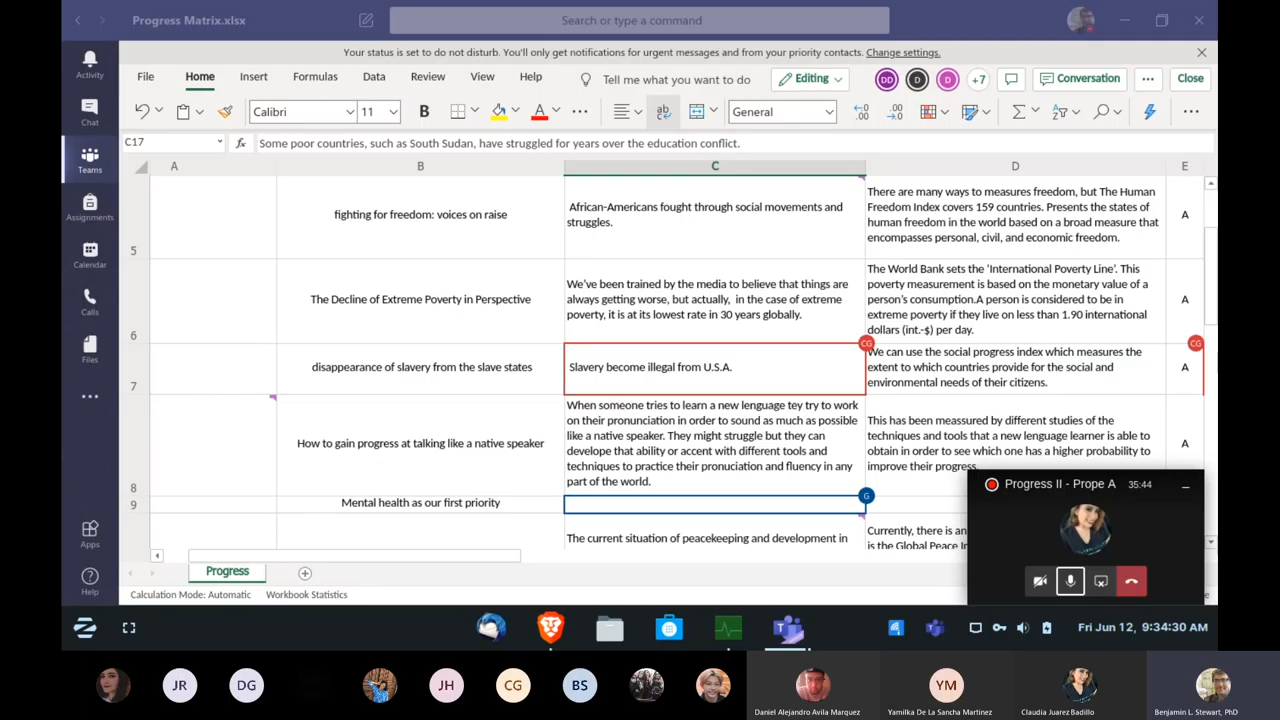 Progress Matrix.xlsx
Search or type a command
Your status is set to do not disturb. You'll only get notifications for urgent messages and from your priority contacts. Change settings.
Activity
Chat
Teams
Assignments
Calendar
Calls
Files
Apps
Help
File Home Insert Formulas Data Review View Help Tell me what you want to do Editing DD D D +7 Conversation Close
Calibri 11 B A General
C17 fx Some poor countries, such as South Sudan, have struggled for years over the education conflict.
A B C D E
5
fighting for freedom: voices on raise
African-Americans fought through social movements and
struggles.
There are many ways to measures freedom, but The Human
Freedom Index covers 159 countries. Presents the states of
human freedom in the world based on a broad measure that
encompasses personal, civil, and economic freedom.
A
6
The Decline of Extreme Poverty in Perspective
We've been trained by the media to believe that things are
always getting worse, but actually, in the case of extreme
poverty, it is at its lowest rate in 30 years globally.
The World Bank sets the 'International Poverty Line'. This
poverty measurement is based on the monetary value of a
person's consumption.A person is considered to be in
extreme poverty if they live on less than 1.90 international
dollars (int.-$) per day.
A
7
disappearance of slavery from the slave states
Slavery become illegal from U.S.A.
CG
We can use the social progress index which measures the
extent to which countries provide for the social and
environmental needs of their citizens.
CG
A
8
How to gain progress at talking like a native speaker
When someone tries to learn a new lenguage tey try to work
on their pronunciation in order to sound as much as possible
like a native speaker. They might struggle but they can
develope that ability or accent with different tools and
techniques to practice their pronuciation and fluency in any
part of the world.
This has been meassured by different studies of the
techniques and tools that a new lenguage learner is able to
obtain in order to see which one has a higher probability to
improve their progress.
A
9
Mental health as our first priority
G
The current situation of peacekeeping and development in
Currently, there is an
is the Global Peace In
Progress II - Prope A 35:44
Progress
Calculation Mode: Automatic Workbook Statistics
Fri Jun 12, 9:34:30 AM
JR DG JH CG BS YM
Daniel Alejandro Avila Marquez
Yamilka De La Sancha Martinez
Claudia Juarez Badillo
Benjamin L. Stewart, PhD